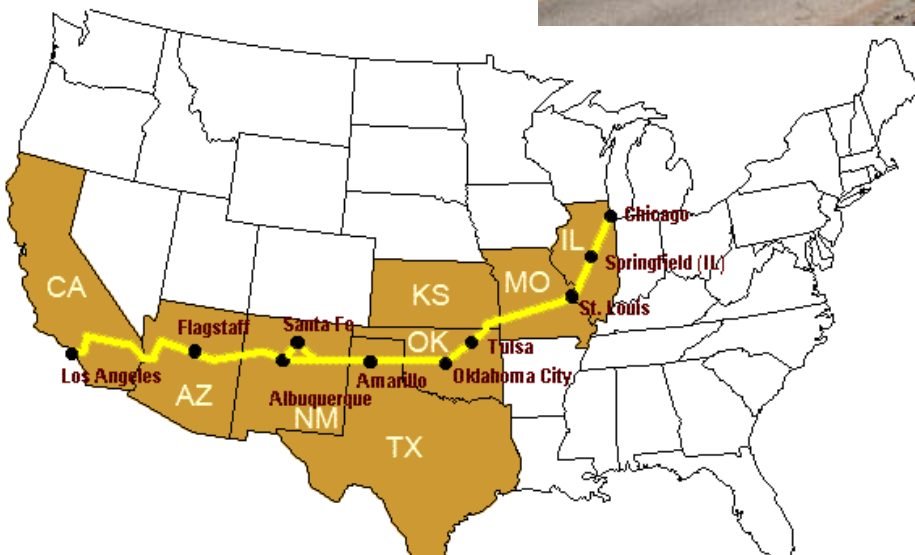 Chicago
IL
Springfield (IL)
MO
CA
KS
St. Louis
Flagstaff
Santa Fe
OK
Tulsa
Los Angeles
Amarillo
Oklahoma City
AZ
Albuquerque
NM
TX